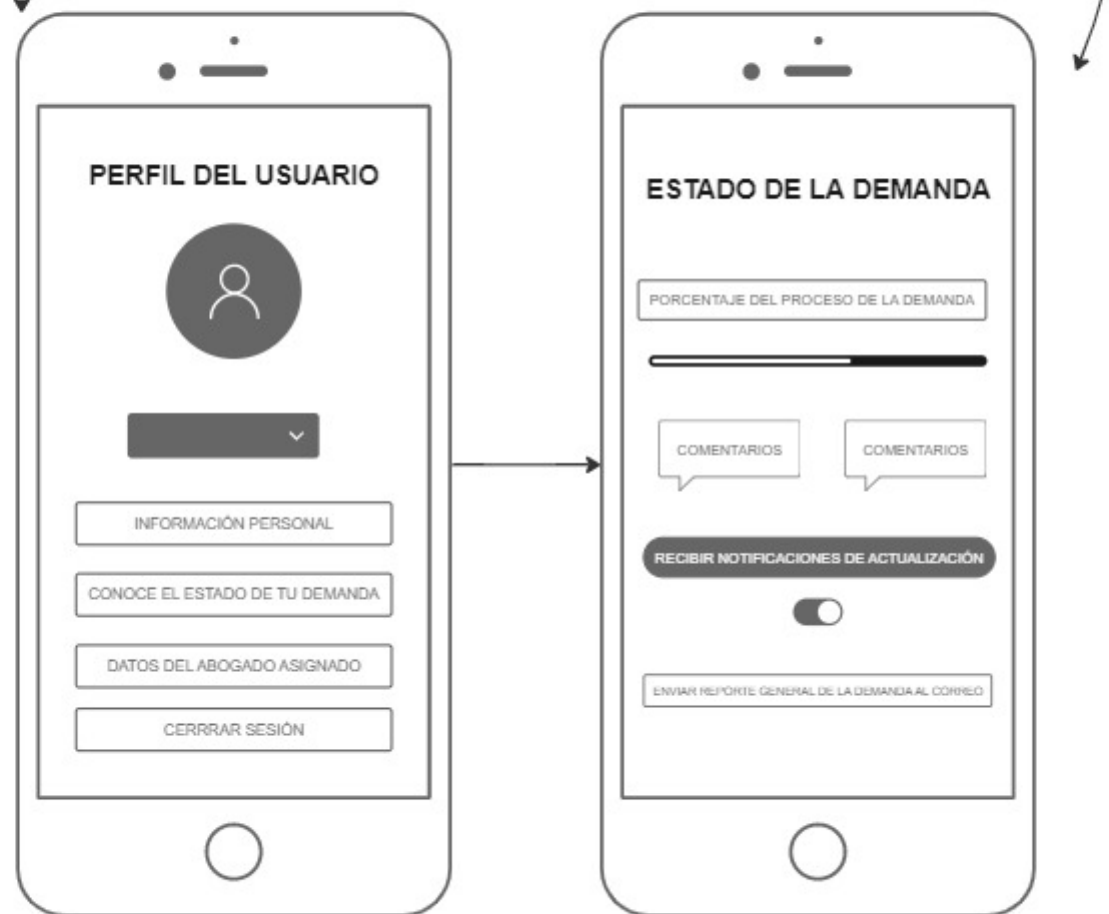 PERFIL DEL USUARIO
INFORMACIÓN PERSONAL
CONOCE EL ESTADO DE TU DEMANDA
DATOS DEL ABOGADO ASIGNADO
CERRRAR SESIÓN
ESTADO DE LA DEMANDA
PORCENTAJE DEL PROCESO DE LA DEMANDA
COMENTARIOS
COMENTARIOS
RECIBIR NOTIFICACIONES DE ACTUALIZACIÓN
ENVIAR REPORTE GENERAL DE LA DEMANDA AL CORREO